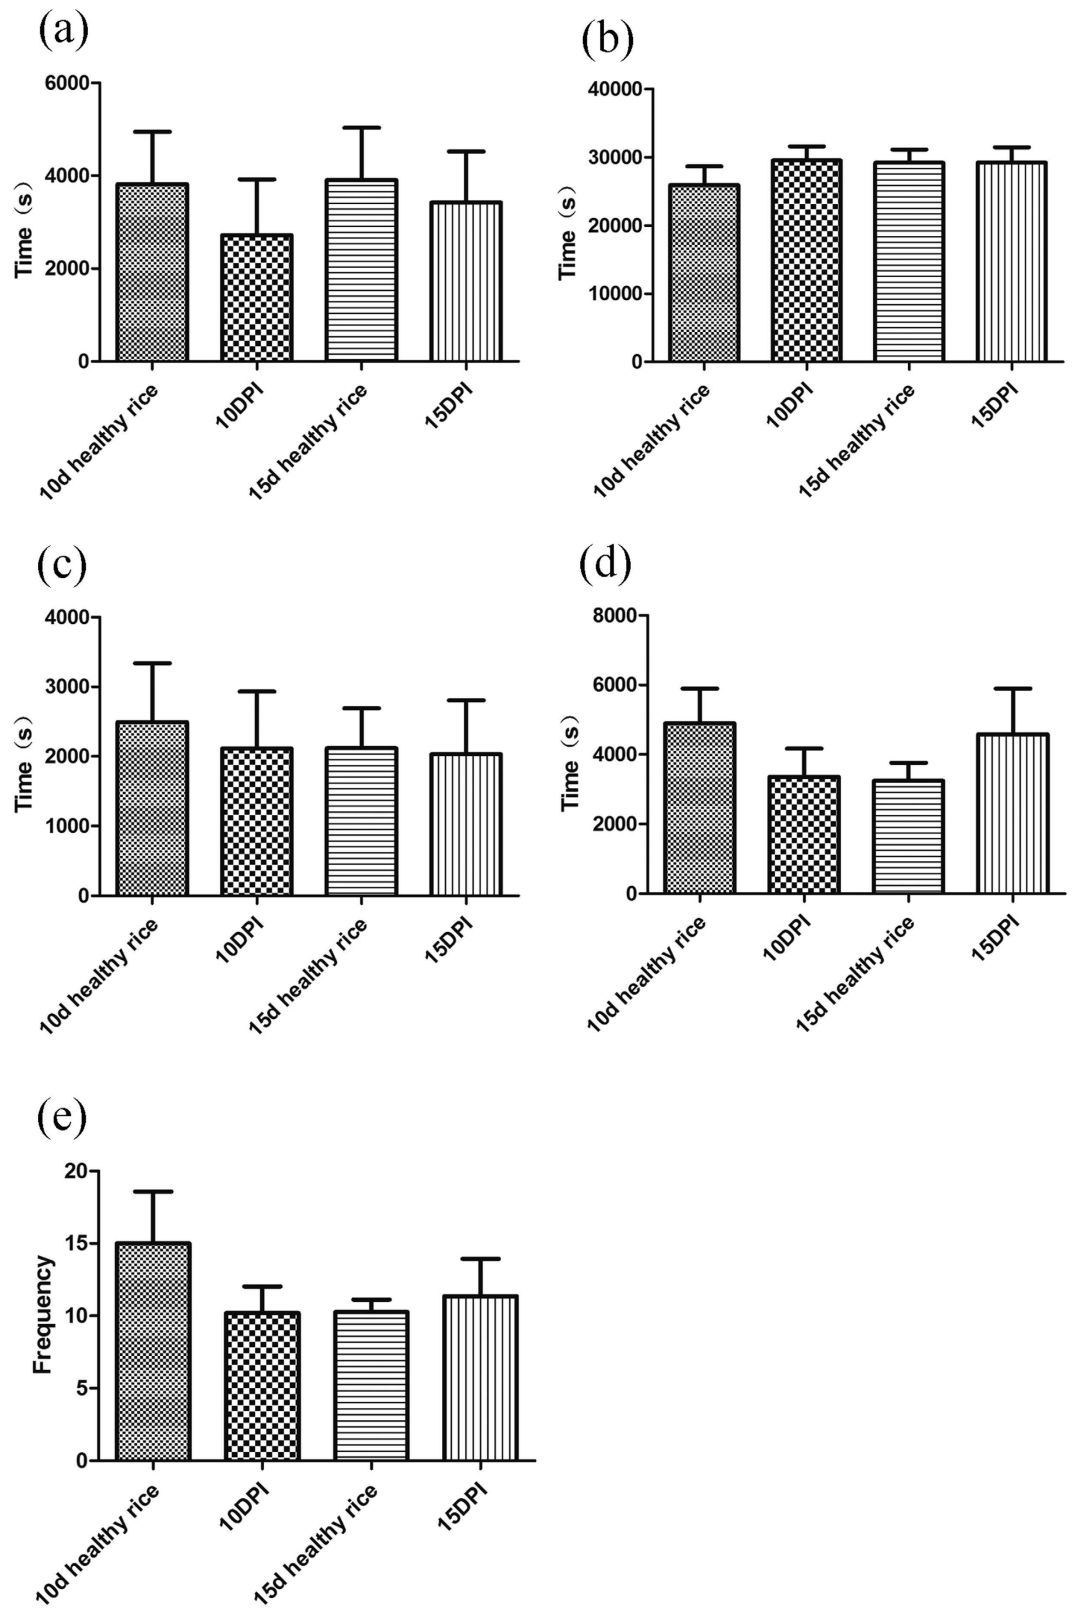 (a)
6000
4000
2000
0
Time（s）
10d healthy rice
10DPI
15d healthy rice
15DPI
(b)
40000
30000
20000
10000
0
Time（s）
10d healthy rice
10DPI
15d healthy rice
15DPI
(c)
4000
3000
2000
1000
0
Time（s）
10d healthy rice
10DPI
15d healthy rice
15DPI
(d)
8000
6000
4000
2000
0
Time（s）
10d healthy rice
10DPI
15d healthy rice
15DPI
(e)
20
15
10
5
0
Frequency
10d healthy rice
10DPI
15d healthy rice
15DPI